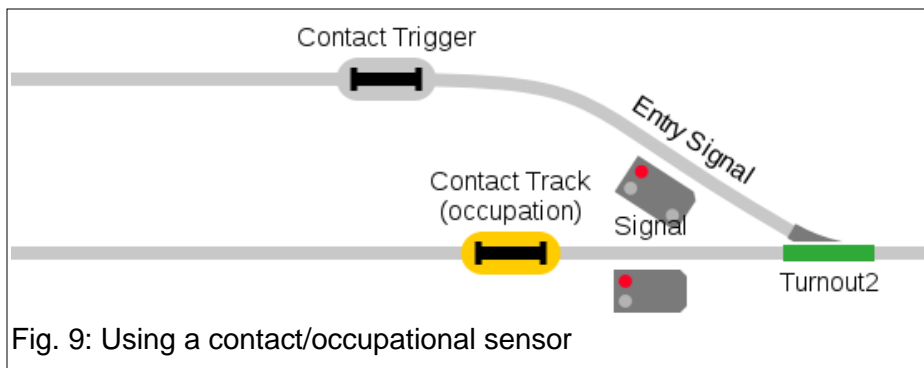 Contact Trigger
Entry Signal
Contact Track
(occupation)
Signal
Turnout2
Fig. 9: Using a contact/occupational sensor